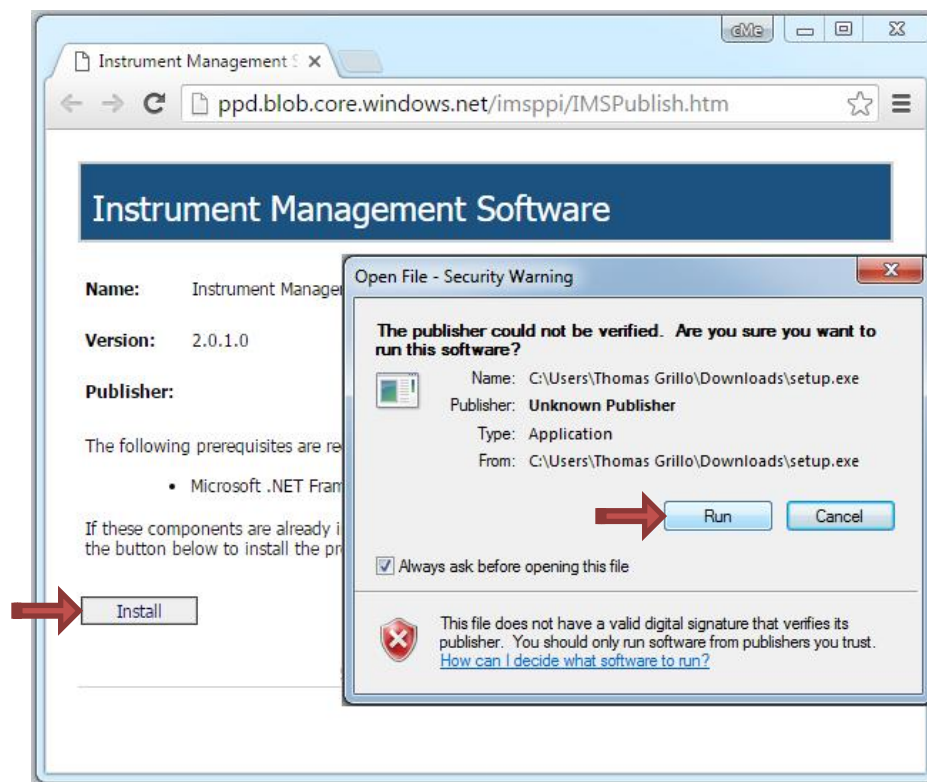 cMe
Instrument Management S
ppd.blob.core.windows.net/imsppi/IMSPublish.htm
Instrument Management Software
Name: Instrument Manage
Version: 2.0.1.0
Publisher:
The following prerequisites are re
• Microsoft .NET Fram
If these components are already i
the button below to install the pr
Install
Open File - Security Warning
The publisher could not be verified. Are you sure you want to
run this software?
Name: C:\Users\Thomas Grillo\Downloads\setup.exe
Publisher: Unknown Publisher
Type: Application
From: C:\Users\Thomas Grillo\Downloads\setup.exe
Run Cancel
Always ask before opening this file
This file does not have a valid digital signature that verifies its
publisher. You should only run software from publishers you trust.
How can I decide what software to run?